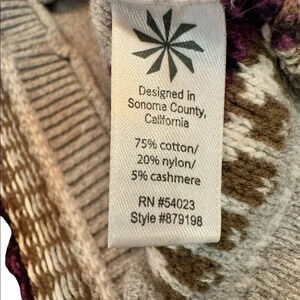 Designed in
Sonoma County,
California
75% cotton/
20% nylon/
5% cashmere
RN #54023
Style #879198